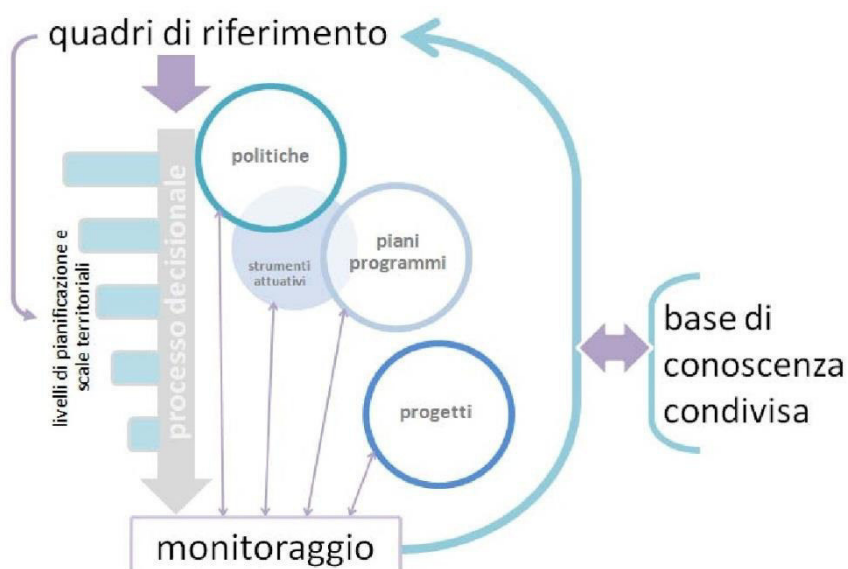 quadri di riferimento
politiche
strumenti
attuativi
piani
programmi
progetti
processo decisionale
livelli di pianificazione e
scale territoriali
base di
conoscenza
condivisa
monitoraggio